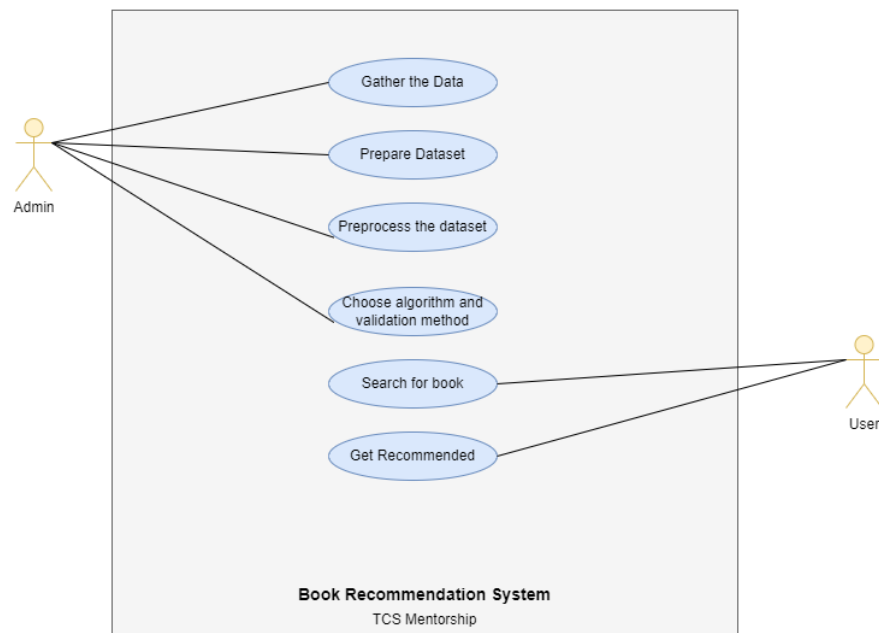 Gather the Data
Prepare Dataset
Admin
Preprocess the dataset
Choose algorithm and
validation method
Search for book
User
Get Recommended
Book Recommendation System
TCS Mentorship